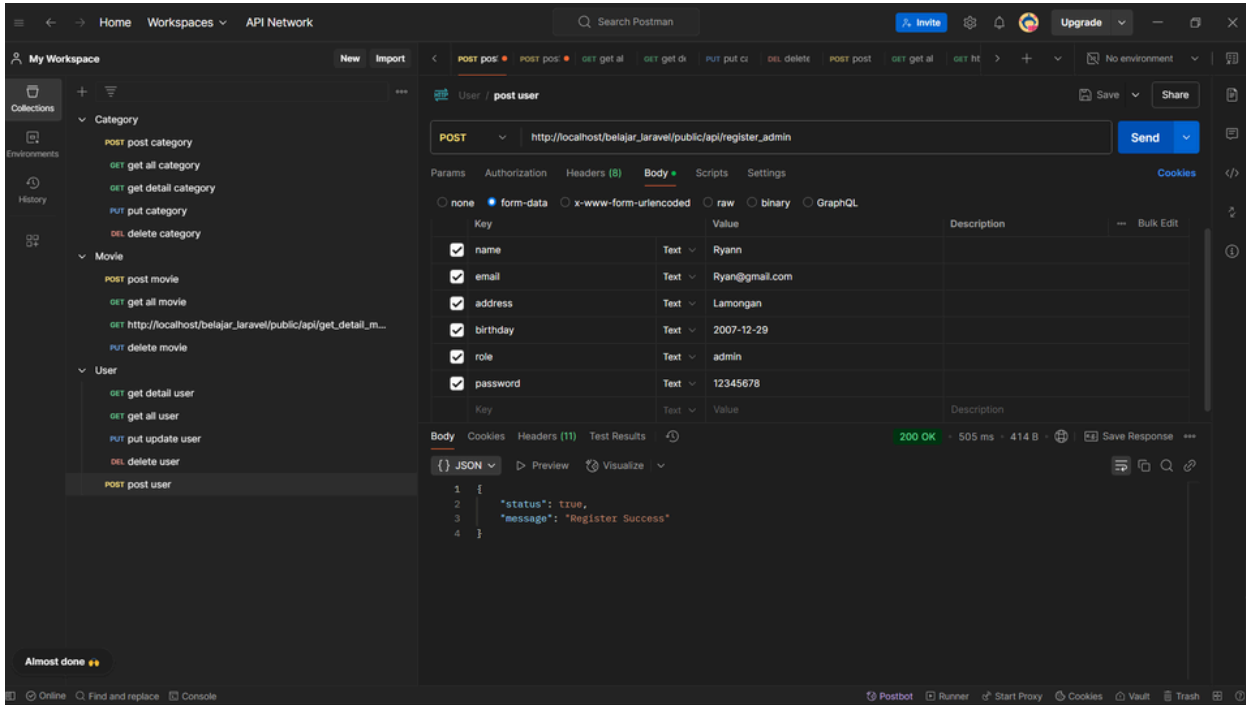 Home Workspaces API Network Search Postman Invite Upgrade
My Workspace New Import POST pos POST pos GET get al GET get de PUT put ca DEL delete POST post GET get al GET ht No environment
Collections
Environments
History
Category
POST post category
GET get all category
GET get detail category
PUT put category
DEL delete category
Movie
POST post movie
GET get all movie
GET http://localhost/belajar_laravel/public/api/get_detail_m...
PUT delete movie
User
GET get detail user
GET get all user
PUT put update user
DEL delete user
POST post user
Almost done
HTTP User / post user Save Share
POST http://localhost/belajar_laravel/public/api/register_admin Send
Params Authorization Headers (8) Body Scripts Settings Cookies
none form-data x-www-form-urlencoded raw binary GraphQL
Key Value Description Bulk Edit
name Text Ryann
email Text Ryan@gmail.com
address Text Lamongan
birthday Text 2007-12-29
role Text admin
password Text 12345678
Key Text Value Description
Body Cookies Headers (11) Test Results 200 OK 505 ms 414 B Save Response
{} JSON Preview Visualize
1 {
2 "status": true,
3 "message": "Register Success"
4 }
Online Find and replace Console Postbot Runner Start Proxy Cookies Vault Trash